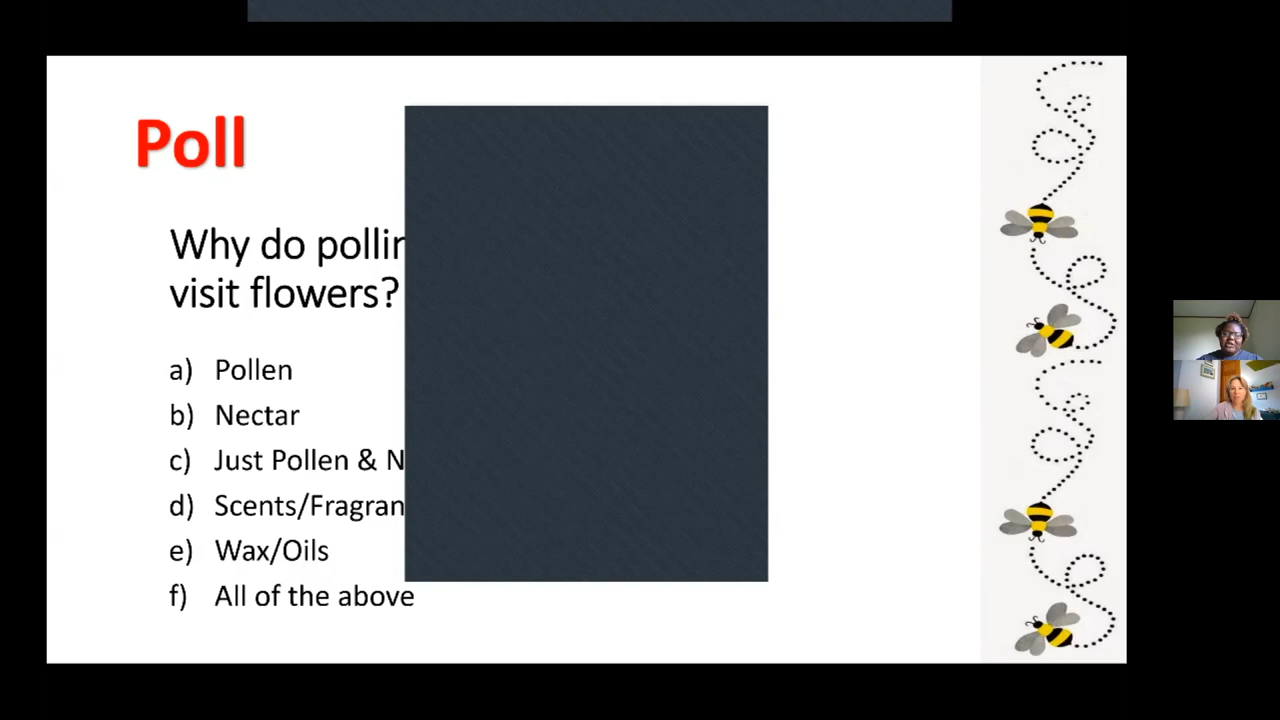 Poll
Why do pollin
visit flowers?
a) Pollen
b) Nectar
c) Just Pollen & N
d) Scents/Fragran
e) Wax/Oils
f) All of the above